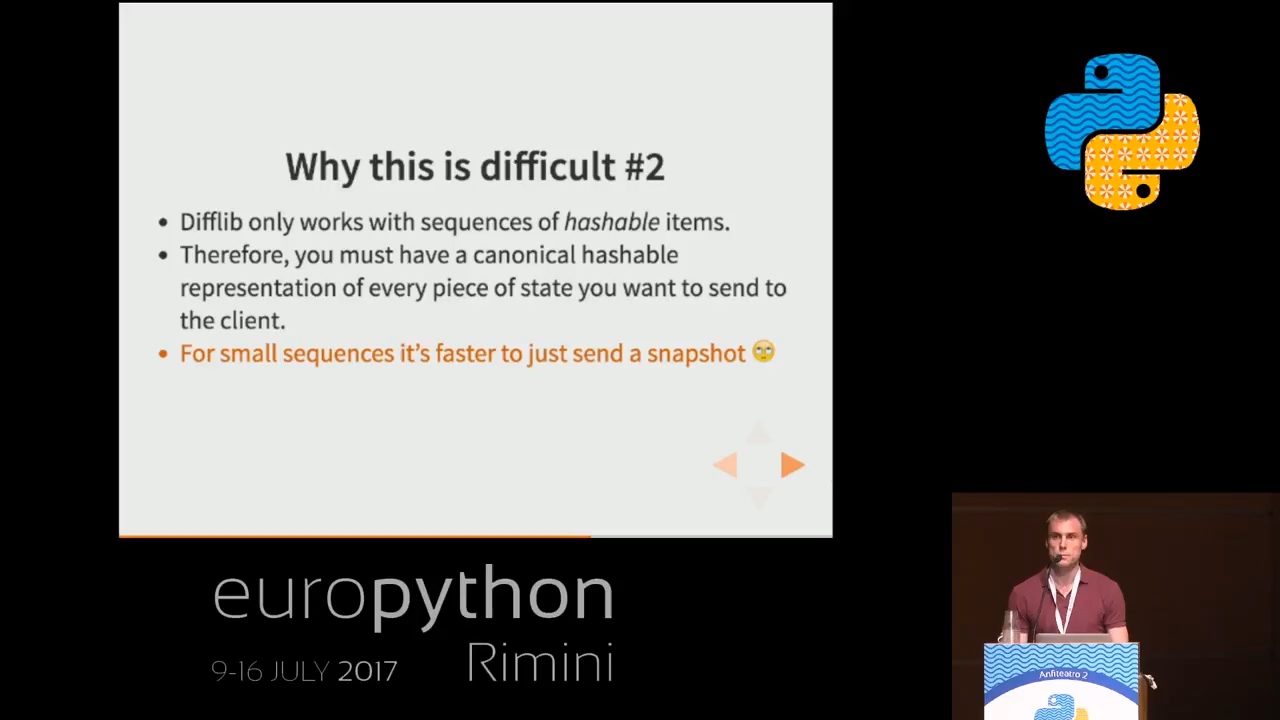 Why this is difficult #2
• Difflib only works with sequences of hashable items.
• Therefore, you must have a canonical hashable
representation of every piece of state you want to send to
the client.
• For small sequences it’s faster to just send a snapshot 🙄
europython
9-16 JULY 2017
Rimini
Anfiteatro 2